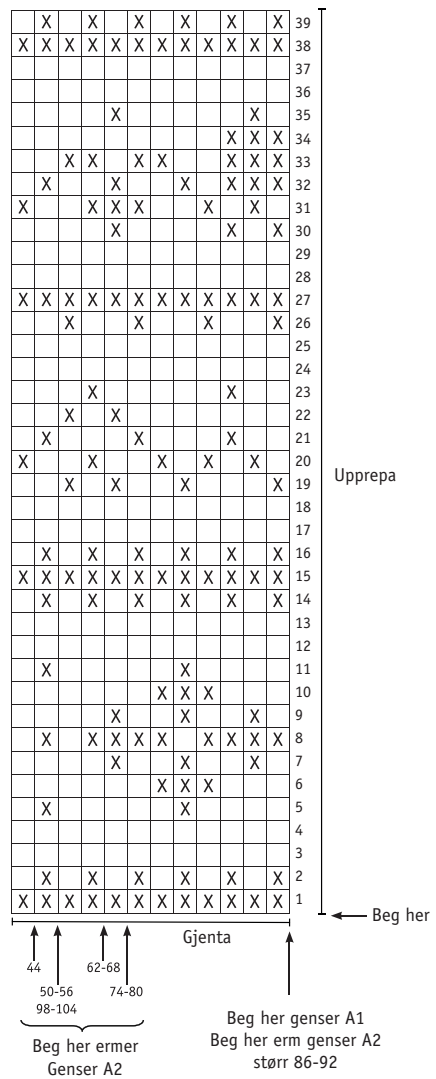 X X X X X X 39
X X X X X X X X X X X X 38
37
36
X X 35
X X X 34
X X X X X X X 33
X X X X X X 32
X X X X X X 31
X X X 30
29
28
X X X X X X X X X X X X 27
X X X X 26
25
24
X X 23
X X 22
X X X 21
X X X X X 20
X X X X 19
18
17
X X X X X X 16
X X X X X X X X X X X X 15
X X X X X X 14
13
12
X X 11
X X X 10
X X X 9
X X X X X X X X X 8
X X X 7
X X X 6
X X 5
4
3
X X X X X X 2
X X X X X X X X X X X X 1
Upprepa
Beg her
Gjenta
44
62-68
50-56
98-104
74-80
Beg her ermer
Genser A2
Beg her genser A1
Beg her erm genser A2
størr 86-92